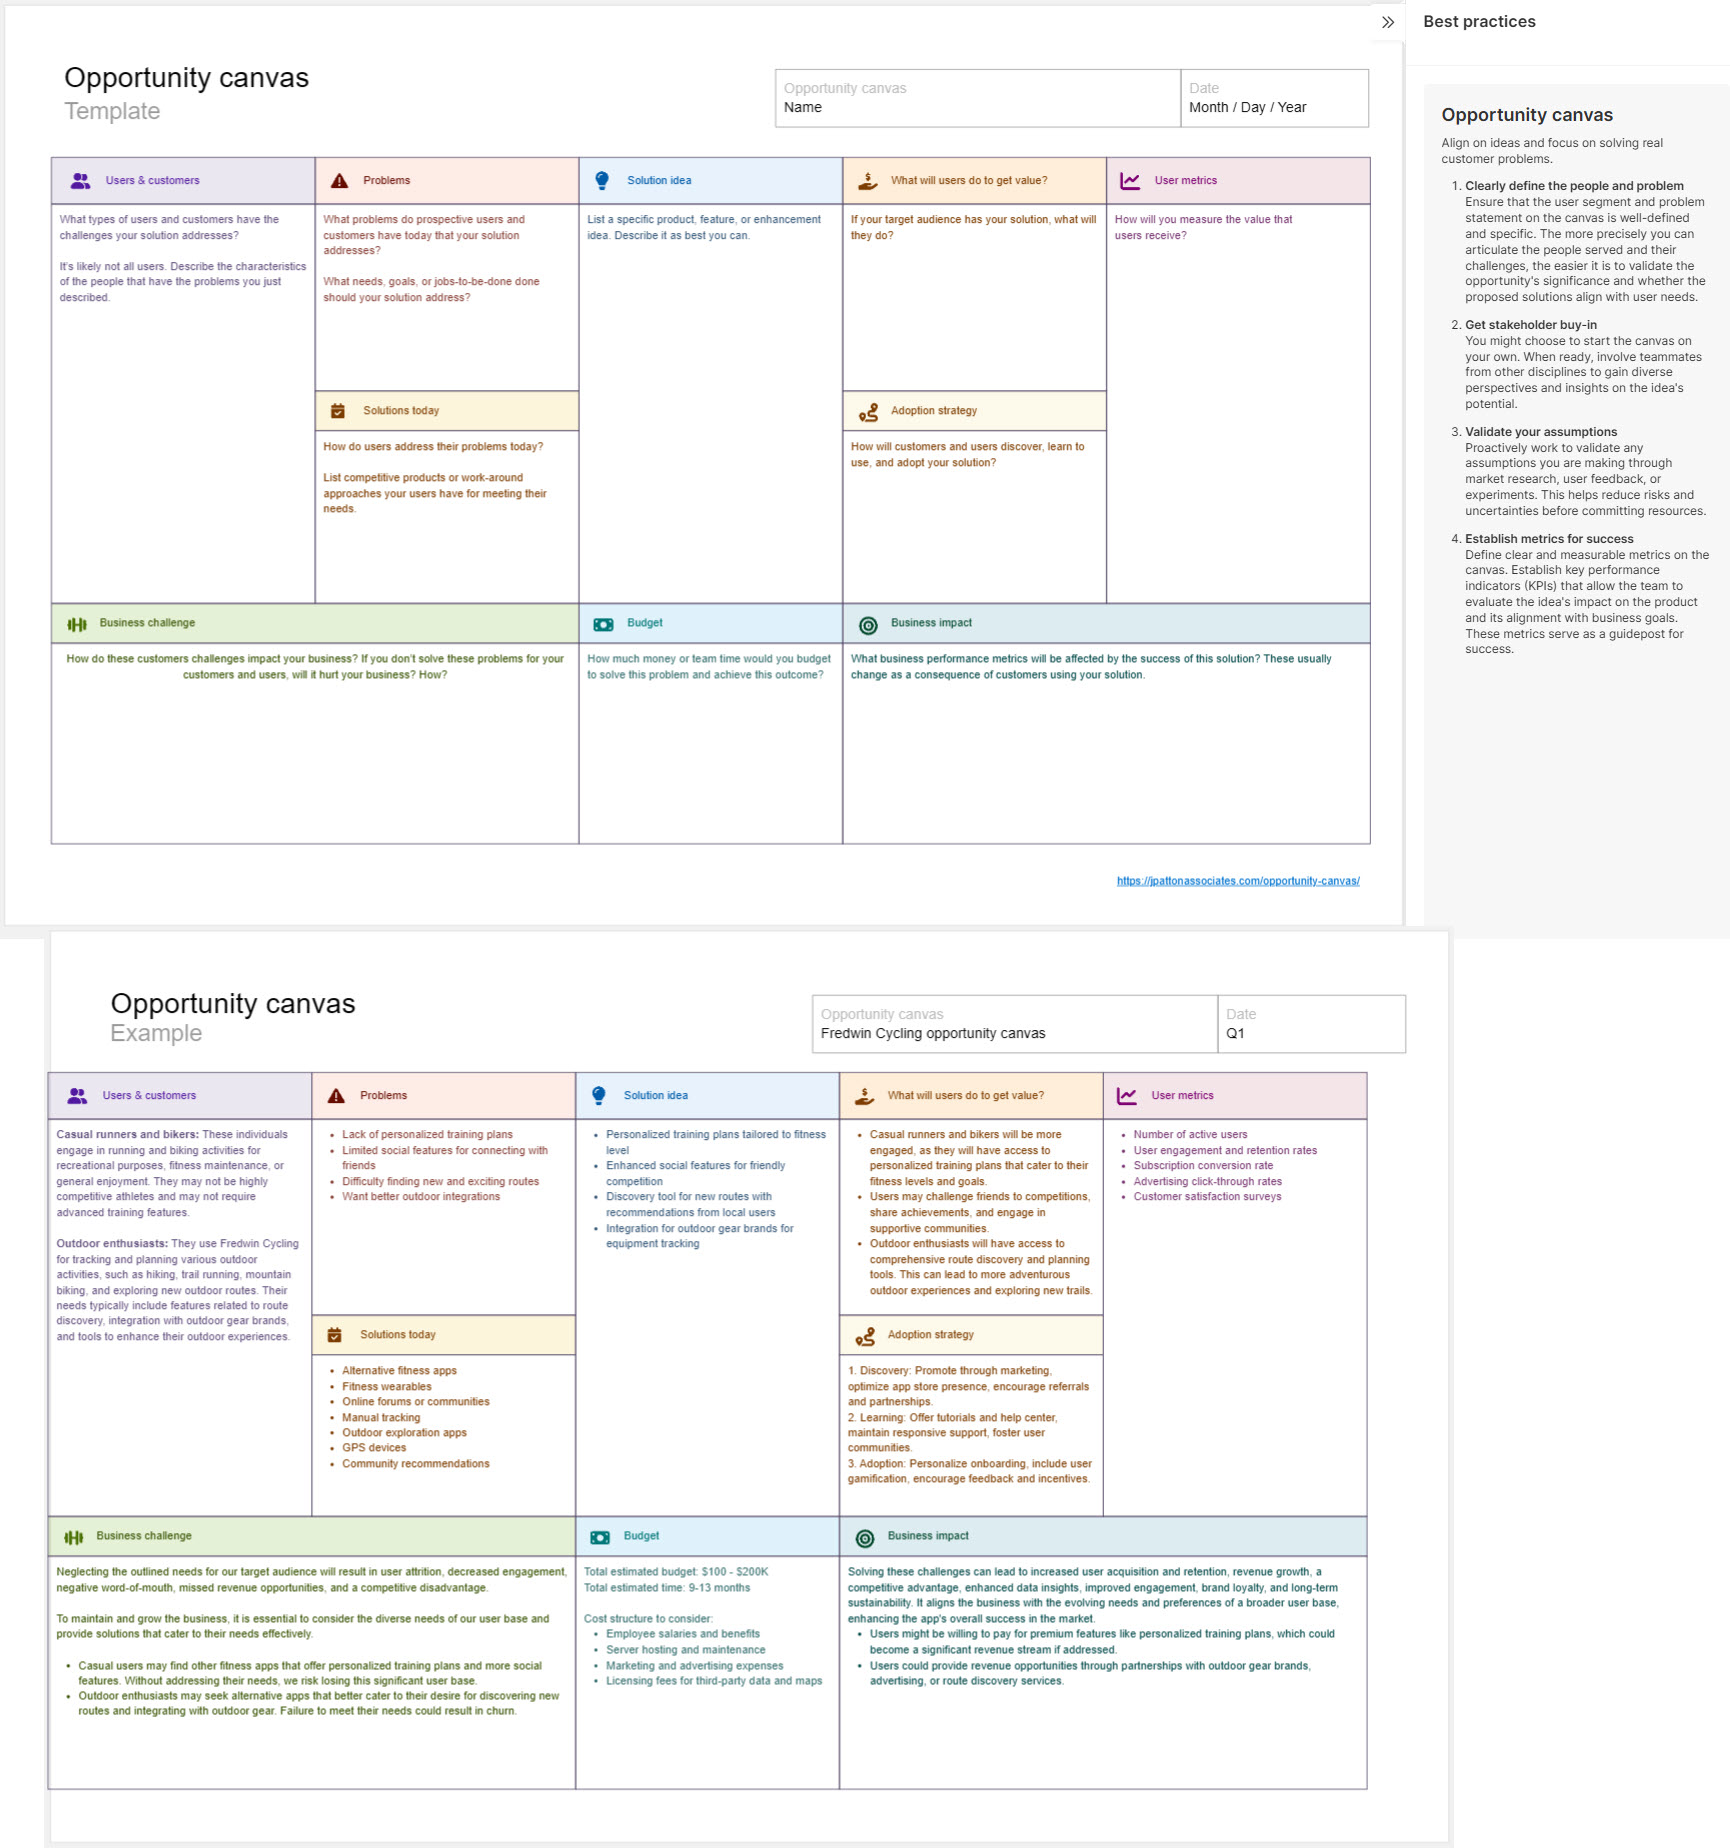 Best practices
Opportunity canvas
Template
Opportunity canvas
Name
Date
Month / Day / Year
Users & customers
What types of users and customers have the
challenges your solution addresses?
It's likely not all users. Describe the characteristics
of the people that have the problems you just
described.
Problems
What problems do prospective users and
customers have today that your solution
addresses?
What needs, goals, or jobs-to-be-done done
should your solution address?
Solutions today
How do users address their problems today?
List competitive products or work-around
approaches your users have for meeting their
needs.
Solution idea
List a specific product, feature, or enhancement
idea. Describe it as best you can.
What will users do to get value?
If your target audience has your solution, what will
they do?
Adoption strategy
How will customers and users discover, learn to
use, and adopt your solution?
User metrics
How will you measure the value that
users receive?
Business challenge
How do these customers challenges impact your business? If you don't solve these problems for your
customers and users, will it hurt your business? How?
Budget
How much money or team time would you budget
to solve this problem and achieve this outcome?
Business impact
What business performance metrics will be affected by the success of this solution? These usually
change as a consequence of customers using your solution.
https://jpattonassociates.com/opportunity-canvas/
Opportunity canvas
Align on ideas and focus on solving real
customer problems.
1. Clearly define the people and problem
Ensure that the user segment and problem
statement on the canvas is well-defined
and specific. The more precisely you can
articulate the people served and their
challenges, the easier it is to validate the
opportunity's significance and whether the
proposed solutions align with user needs.
2. Get stakeholder buy-in
You might choose to start the canvas on
your own. When ready, involve teammates
from other disciplines to gain diverse
perspectives and insights on the idea's
potential.
3. Validate your assumptions
Proactively work to validate any
assumptions you are making through
market research, user feedback, or
experiments. This helps reduce risks and
uncertainties before committing resources.
4. Establish metrics for success
Define clear and measurable metrics on the
canvas. Establish key performance
indicators (KPIs) that allow the team to
evaluate the idea's impact on the product
and its alignment with business goals.
These metrics serve as a guidepost for
success.
Opportunity canvas
Example
Opportunity canvas
Fredwin Cycling opportunity canvas
Date
Q1
Users & customers
Casual runners and bikers: These individuals
engage in running and biking activities for
recreational purposes, fitness maintenance, or
general enjoyment. They may not be highly
competitive athletes and may not require
advanced training features.
Outdoor enthusiasts: They use Fredwin Cycling
for tracking and planning various outdoor
activities, such as hiking, trail running, mountain
biking, and exploring new outdoor routes. Their
needs typically include features related to route
discovery, integration with outdoor gear brands,
and tools to enhance their outdoor experiences.
Problems
• Lack of personalized training plans
• Limited social features for connecting with
friends
• Difficulty finding new and exciting routes
• Want better outdoor integrations
Solutions today
• Alternative fitness apps
• Fitness wearables
• Online forums or communities
• Manual tracking
• Outdoor exploration apps
• GPS devices
• Community recommendations
Solution idea
• Personalized training plans tailored to fitness
level
• Enhanced social features for friendly
competition
• Discovery tool for new routes with
recommendations from local users
• Integration for outdoor gear brands for
equipment tracking
What will users do to get value?
• Casual runners and bikers will be more
engaged, as they will have access to
personalized training plans that cater to their
fitness levels and goals.
• Users may challenge friends to competitions,
share achievements, and engage in
supportive communities.
• Outdoor enthusiasts will have access to
comprehensive route discovery and planning
tools. This can lead to more adventurous
outdoor experiences and exploring new trails.
Adoption strategy
1. Discovery: Promote through marketing,
optimize app store presence, encourage referrals
and partnerships.
2. Learning: Offer tutorials and help center,
maintain responsive support, foster user
communities.
3. Adoption: Personalize onboarding, include user
gamification, encourage feedback and incentives.
User metrics
• Number of active users
• User engagement and retention rates
• Subscription conversion rate
• Advertising click-through rates
• Customer satisfaction surveys
Business challenge
Neglecting the outlined needs for our target audience will result in user attrition, decreased engagement,
negative word-of-mouth, missed revenue opportunities, and a competitive disadvantage.
To maintain and grow the business, it is essential to consider the diverse needs of our user base and
provide solutions that cater to their needs effectively.
• Casual users may find other fitness apps that offer personalized training plans and more social
features. Without addressing their needs, we risk losing this significant user base.
• Outdoor enthusiasts may seek alternative apps that better cater to their desire for discovering new
routes and integrating with outdoor gear. Failure to meet their needs could result in churn.
Budget
Total estimated budget: $100 - $200K
Total estimated time: 9-13 months
Cost structure to consider:
• Employee salaries and benefits
• Server hosting and maintenance
• Marketing and advertising expenses
• Licensing fees for third-party data and maps
Business impact
Solving these challenges can lead to increased user acquisition and retention, revenue growth, a
competitive advantage, enhanced data insights, improved engagement, brand loyalty, and long-term
sustainability. It aligns the business with the evolving needs and preferences of a broader user base,
enhancing the app's overall success in the market.
• Users might be willing to pay for premium features like personalized training plans, which could
become a significant revenue stream if addressed.
• Users could provide revenue opportunities through partnerships with outdoor gear brands,
advertising, or route discovery services.